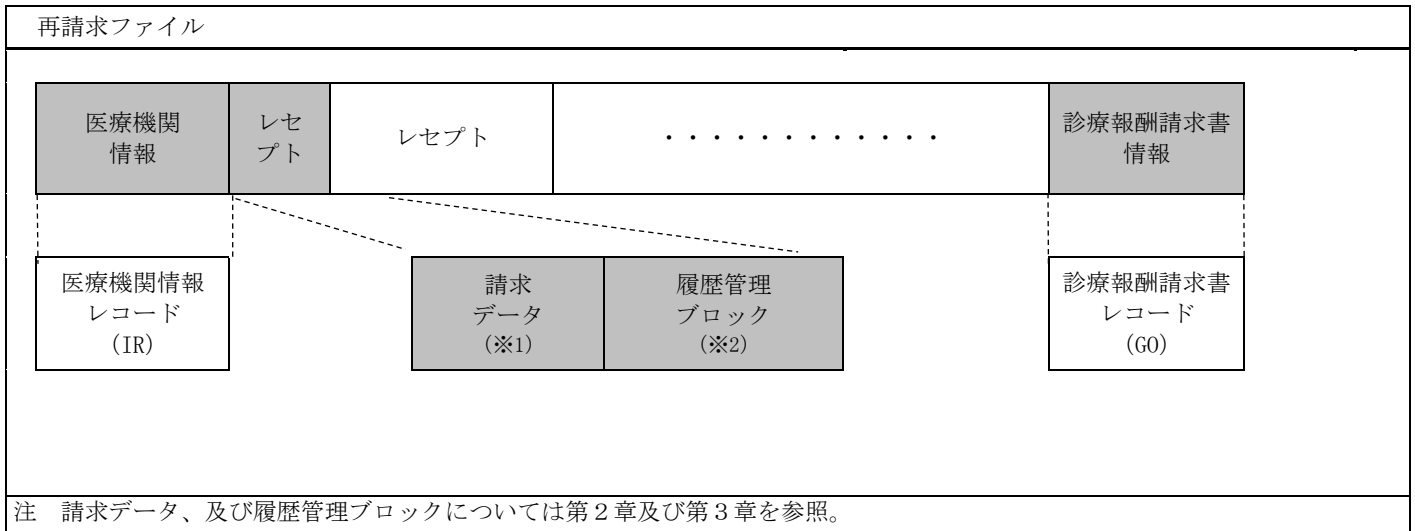 再請求ファイル
医療機関
情報
レセ
プト
レセプト
・・・・・・・・・・・・
診療報酬請求書
情報
医療機関情報
レコード
(IR)
請求
データ
(※1)
履歴管理
ブロック
(※2)
診療報酬請求書
レコード
(GO)
注　請求データ、及び履歴管理ブロックについては第２章及び第３章を参照。